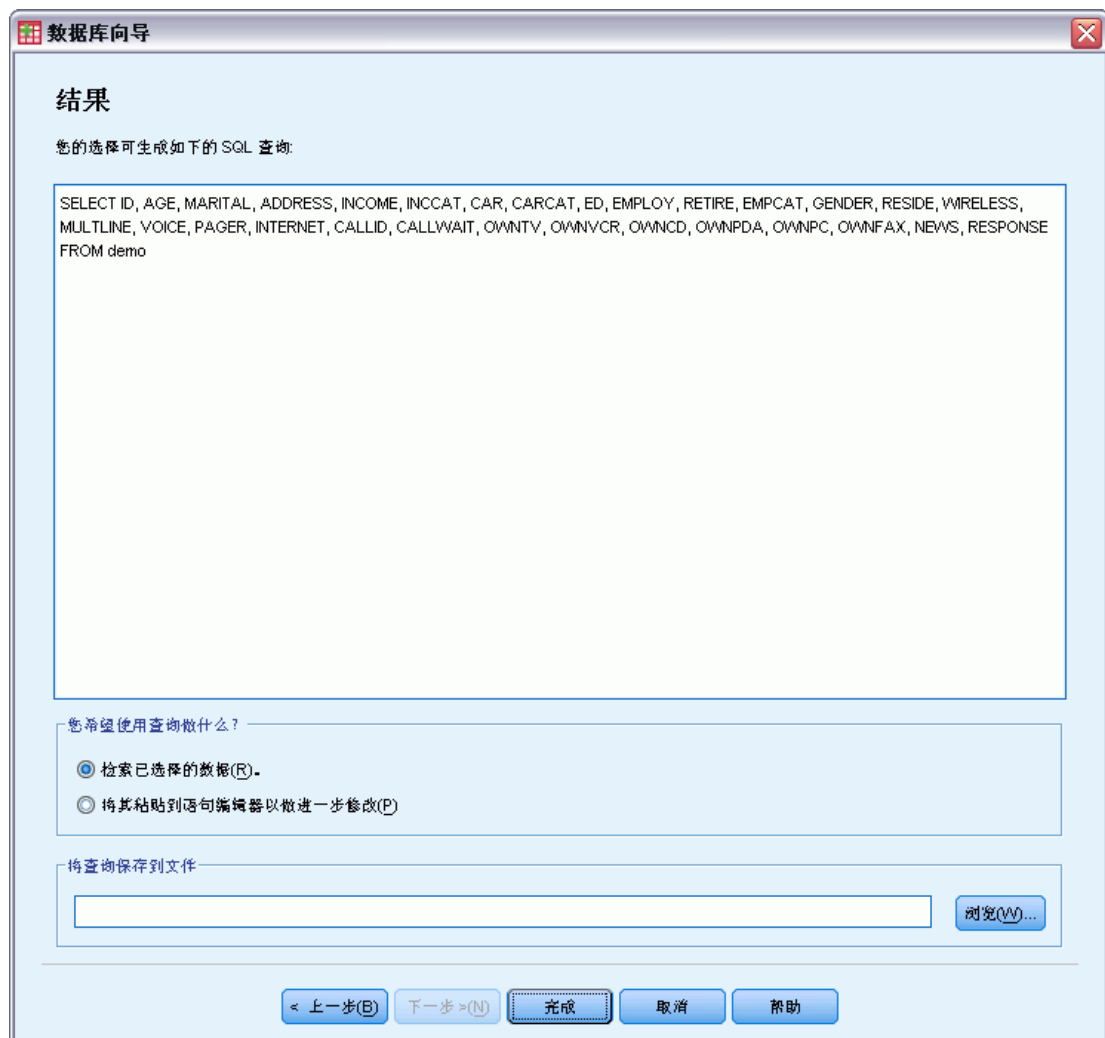 数据库向导
结果
您的选择可生成如下的 SQL 查询:
SELECT ID, AGE, MARITAL, ADDRESS, INCOME, INCCAT, CAR, CARCAT, ED, EMPLOY, RETIRE, EMPCAT, GENDER, RESIDE, WIRELESS,
MULTLINE, VOICE, PAGER, INTERNET, CALLID, CALLWAIT, OWNTV, OWNVCR, OWNCD, OWNPDA, OWNPC, OWNFAX, NEWS, RESPONSE
FROM demo
您希望使用查询做什么?
检索已选择的数据(R)。
将其粘贴到语句编辑器以做进一步修改(P)
将查询保存到文件
浏览(W)...
< 上一步(B) 下一步 >(N) 完成 取消 帮助